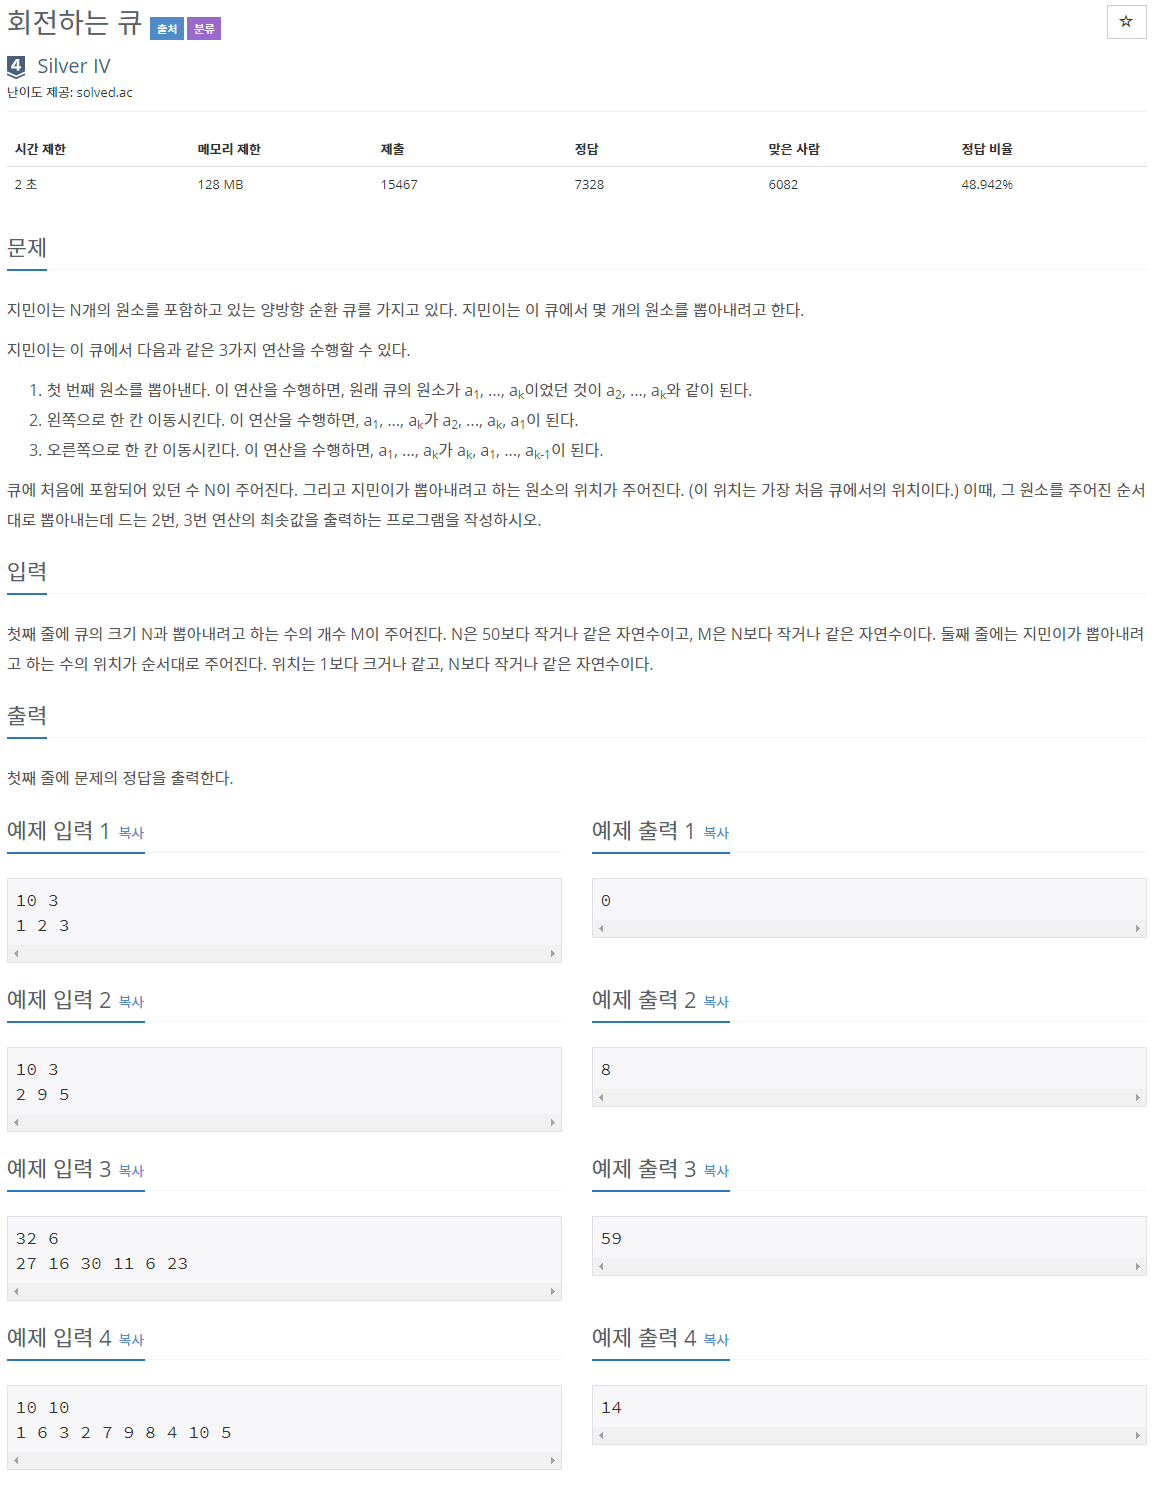 회전하는 큐 출처 분류
☆
4 Silver IV
난이도 제공: solved.ac
시간 제한 메모리 제한 제출 정답 맞은 사람 정답 비율
2 초 128 MB 15467 7328 6082 48.942%
문제
지민이는 N개의 원소를 포함하고 있는 양방향 순환 큐를 가지고 있다. 지민이는 이 큐에서 몇 개의 원소를 뽑아내려고 한다.
지민이는 이 큐에서 다음과 같은 3가지 연산을 수행할 수 있다.
1. 첫 번째 원소를 뽑아낸다. 이 연산을 수행하면, 원래 큐의 원소가 a1, ..., ak이었던 것이 a2, ..., ak와 같이 된다.
2. 왼쪽으로 한 칸 이동시킨다. 이 연산을 수행하면, a1, ..., ak가 a2, ..., ak, a1이 된다.
3. 오른쪽으로 한 칸 이동시킨다. 이 연산을 수행하면, a1, ..., ak가 ak, a1, ..., ak-1이 된다.
큐에 처음에 포함되어 있던 수 N이 주어진다. 그리고 지민이가 뽑아내려고 하는 원소의 위치가 주어진다. (이 위치는 가장 처음 큐에서의 위치이다.) 이때, 그 원소를 주어진 순서
대로 뽑아내는데 드는 2번, 3번 연산의 최솟값을 출력하는 프로그램을 작성하시오.
입력
첫째 줄에 큐의 크기 N과 뽑아내려고 하는 수의 개수 M이 주어진다. N은 50보다 작거나 같은 자연수이고, M은 N보다 작거나 같은 자연수이다. 둘째 줄에는 지민이가 뽑아내려
고 하는 수의 위치가 순서대로 주어진다. 위치는 1보다 크거나 같고, N보다 작거나 같은 자연수이다.
출력
첫째 줄에 문제의 정답을 출력한다.
예제 입력 1 복사
10 3
1 2 3
예제 출력 1 복사
0
예제 입력 2 복사
10 3
2 9 5
예제 출력 2 복사
8
예제 입력 3 복사
32 6
27 16 30 11 6 23
예제 출력 3 복사
59
예제 입력 4 복사
10 10
1 6 3 2 7 9 8 4 10 5
예제 출력 4 복사
14